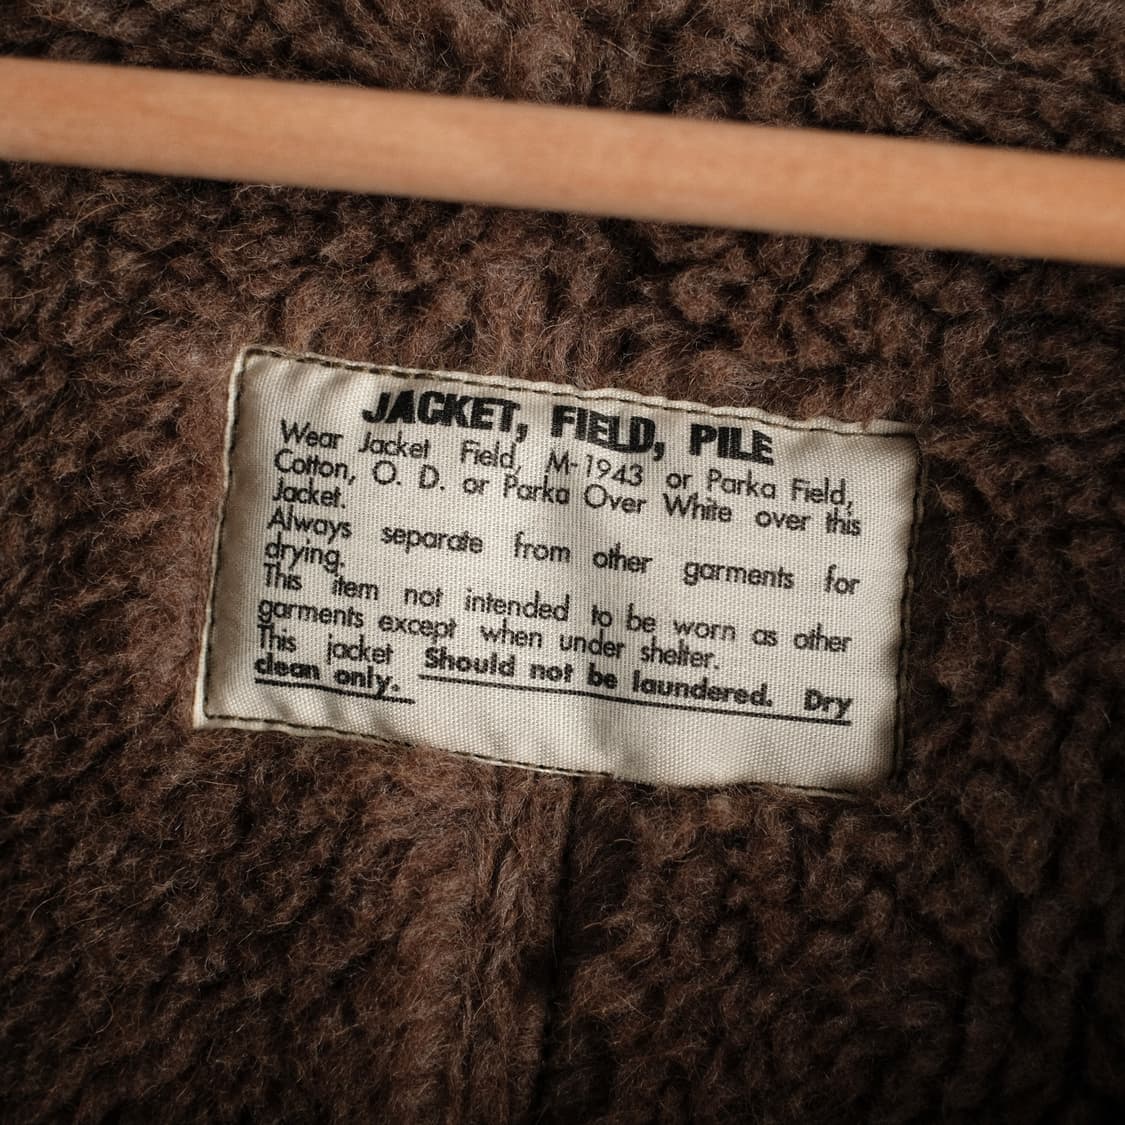 JACKET, FIELD, PILE
Wear Jacket Field, M-1943 or Parka Field,
Cotton, O. D. or Parka Over White over this
Jacket.
Always separate from other garments for
drying.
This item not intended to be worn as other
garments except when under shelter.
This jacket Should not be laundered. Dry
clean only.